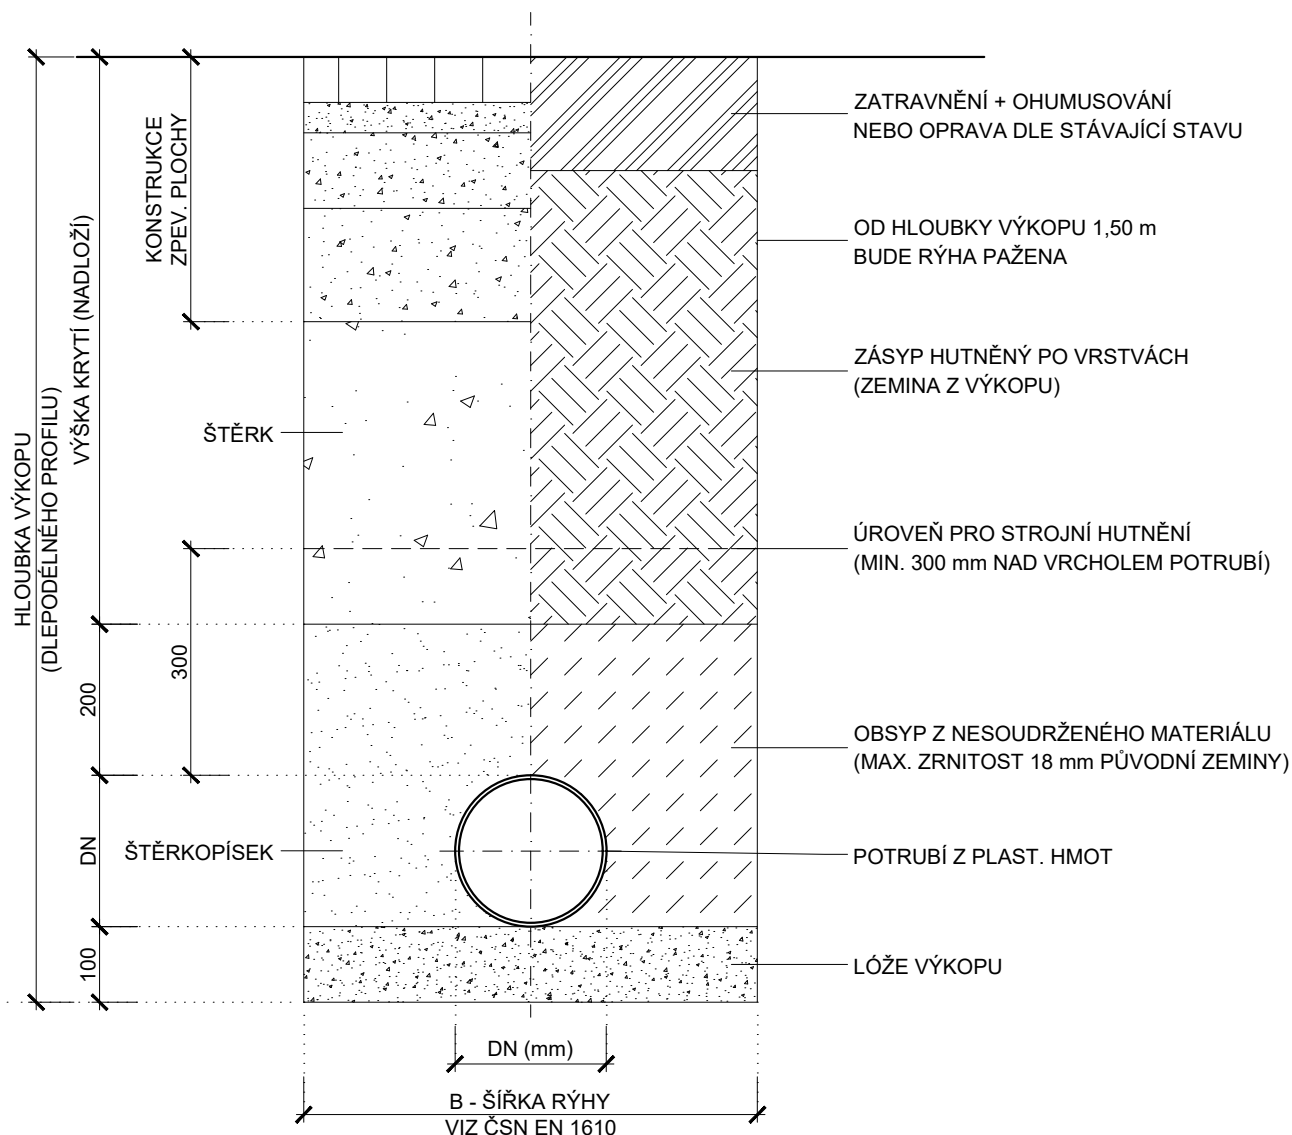 ZATRAVNĚNÍ + OHUMUSOVÁNÍ
NEBO OPRAVA DLE STÁVAJÍCÍ STAVU
OD HLOUBKY VÝKOPU 1,50 m
BUDE RÝHA PAŽENA
ZÁSYP HUTNĚNÝ PO VRSTVÁCH
(ZEMINA Z VÝKOPU)
ÚROVEŇ PRO STROJNÍ HUTNĚNÍ
(MIN. 300 mm NAD VRCHOLEM POTRUBÍ)
OBSYP Z NESOUDRŽENÉHO MATERIÁLU
(MAX. ZRNITOST 18 mm PŮVODNÍ ZEMINY)
POTRUBÍ Z PLAST. HMOT
LÓŽE VÝKOPU
HLOUBKA VÝKOPU
(DLEPODÉLNÉHO PROFILU)
VÝŠKA KRYTÍ (NADLOŽÍ)
KONSTRUKCE
ZPEV. PLOCHY
ŠTĚRK
300
200
DN
ŠTĚRKOPÍSEK
100
DN (mm)
B - ŠÍŘKA RÝHY
VIZ ČSN EN 1610